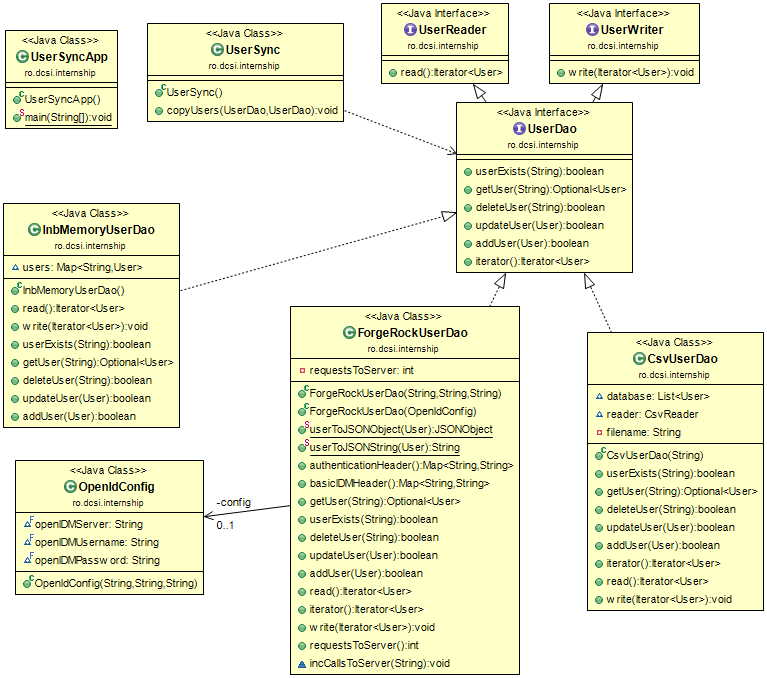 <<Java Class>>
UserSyncApp
ro.dcsi.internship
UserSyncApp()
main(String[]):void
<<Java Class>>
UserSync
ro.dcsi.internship
UserSync()
copyUsers(UserDao,UserDao):void
<<Java Interface>>
UserReader
ro.dcsi.internship
read():Iterator<User>
<<Java Interface>>
UserWriter
ro.dcsi.internship
write(Iterator<User>):void
<<Java Interface>>
UserDao
ro.dcsi.internship
userExists(String):boolean
getUser(String):Optional<User>
deleteUser(String):boolean
updateUser(User):boolean
addUser(User):boolean
iterator():Iterator<User>
<<Java Class>>
InbMemoryUserDao
ro.dcsi.internship
users: Map<String,User>
InbMemoryUserDao()
read():Iterator<User>
write(Iterator<User>):void
userExists(String):boolean
getUser(String):Optional<User>
deleteUser(String):boolean
updateUser(User):boolean
addUser(User):boolean
<<Java Class>>
ForgeRockUserDao
ro.dcsi.internship
requestsToServer: int
ForgeRockUserDao(String,String,String)
ForgeRockUserDao(OpenIdConfig)
userToJSONObject(User):JSONObject
userToJSONString(User):String
authenticationHeader():Map<String,String>
basicIDMHeader():Map<String,String>
getUser(String):Optional<User>
userExists(String):boolean
deleteUser(String):boolean
updateUser(User):boolean
addUser(User):boolean
read():Iterator<User>
iterator():Iterator<User>
write(Iterator<User>):void
requestsToServer():int
incCallsToServer(String):void
<<Java Class>>
CsvUserDao
ro.dcsi.internship
database: List<User>
reader: CsvReader
filename: String
CsvUserDao(String)
userExists(String):boolean
getUser(String):Optional<User>
deleteUser(String):boolean
updateUser(User):boolean
addUser(User):boolean
iterator():Iterator<User>
read():Iterator<User>
write(Iterator<User>):void
<<Java Class>>
OpenIdConfig
ro.dcsi.internship
openIDMServer: String
openIDMUsername: String
openIDMPassword: String
OpenIdConfig(String,String,String)
-config
0..1